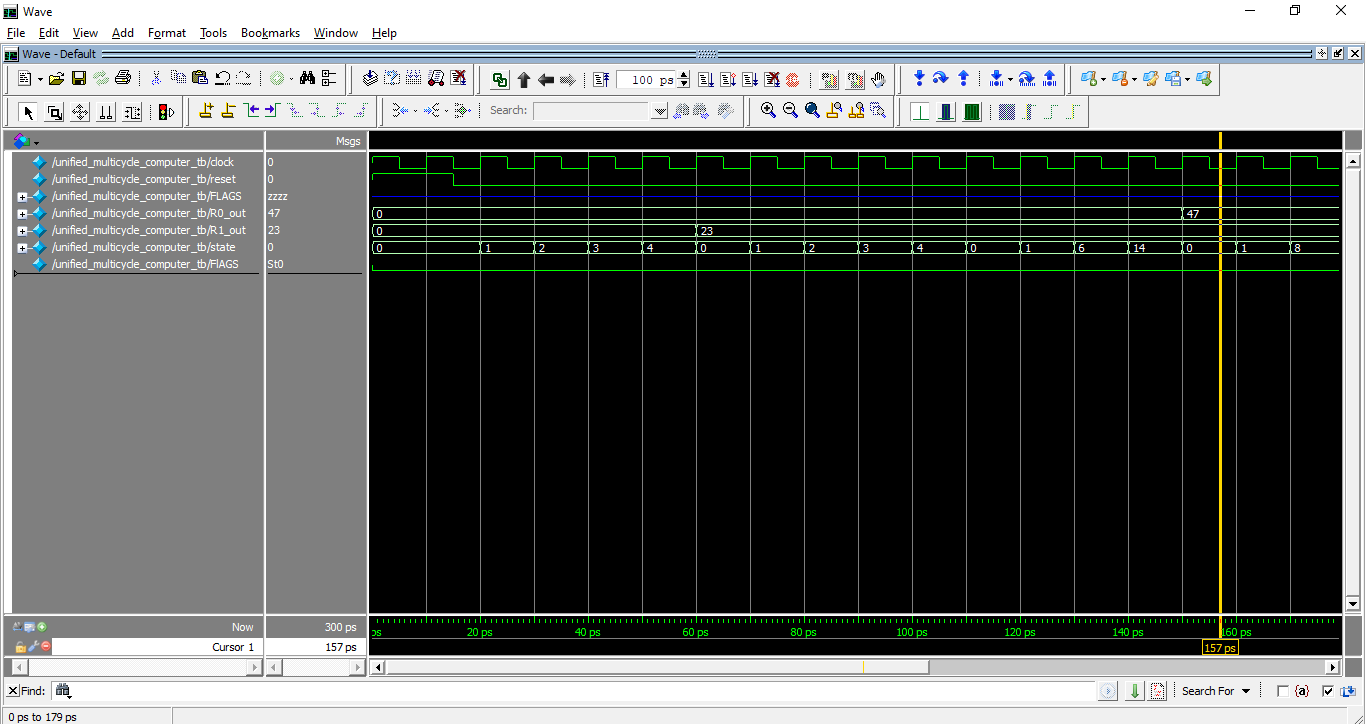 Wave
File Edit View Add Format Tools Bookmarks Window Help
Wave - Default
100 ps
Search:
Msgs
/unified_multicycle_computer_tb/clock 0
/unified_multicycle_computer_tb/reset 0
/unified_multicycle_computer_tb/FLAGS zzzz
/unified_multicycle_computer_tb/R0_out 47 0 47
/unified_multicycle_computer_tb/R1_out 23 0 23
/unified_multicycle_computer_tb/state 0 0 1 2 3 4 0 1 2 3 4 0 1 6 14 0 1 8
/unified_multicycle_computer_tb/FlAGS St0
Now 300 ps ps 20 ps 40 ps 60 ps 80 ps 100 ps 120 ps 140 ps 160 ps
Cursor 1 157 ps 157 ps
Find: Search For {a}
0 ps to 179 ps